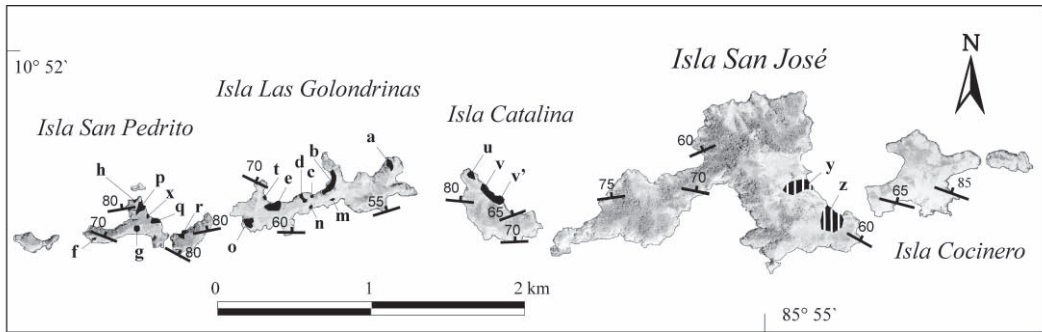 10° 52`
Isla San José
N
Isla Las Golondrinas
Isla Catalina
Isla San Pedrito
a
b
u
h
p
70
t
d
c
v
60
x
e
v'
y
80
q
r
80
70
75
z
65
85
70
80
m
55
65
f
g
o
60
n
70
60
80
Isla Cocinero
0
1
2 km
85° 55`